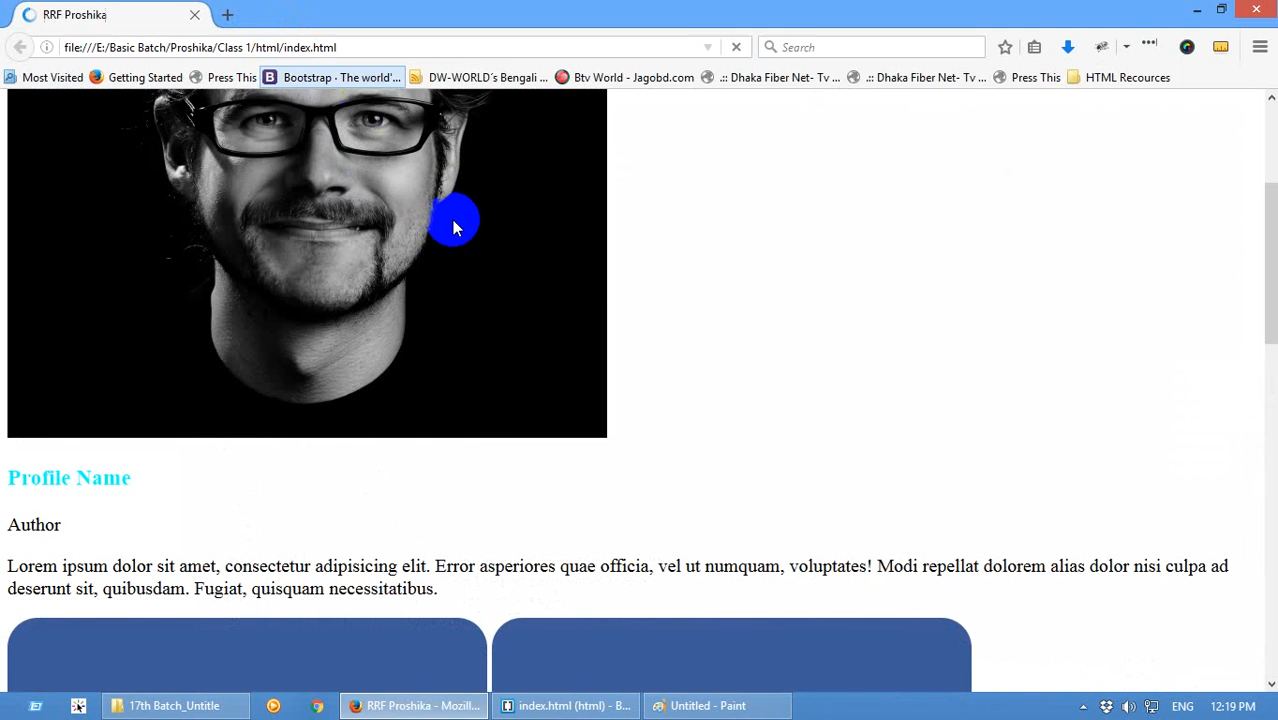 RRF Proshika
file:///E:/Basic Batch/Proshika/Class 1/html/index.html
Search
Most Visited Getting Started Press This Bootstrap · The world'... DW-WORLD´s Bengali ... Btv World - Jagobd.com .:: Dhaka Fiber Net- Tv ... .:: Dhaka Fiber Net- Tv ... Press This HTML Recources
Profile Name
Author
Lorem ipsum dolor sit amet, consectetur adipisicing elit. Error asperiores quae officia, vel ut numquam, voluptates! Modi repellat dolorem alias dolor nisi culpa ad
deserunt sit, quibusdam. Fugiat, quisquam necessitatibus.
17th Batch_Untitle RRF Proshika - Mozill... index.html (html) - B... Untitled - Paint ENG 12:19 PM